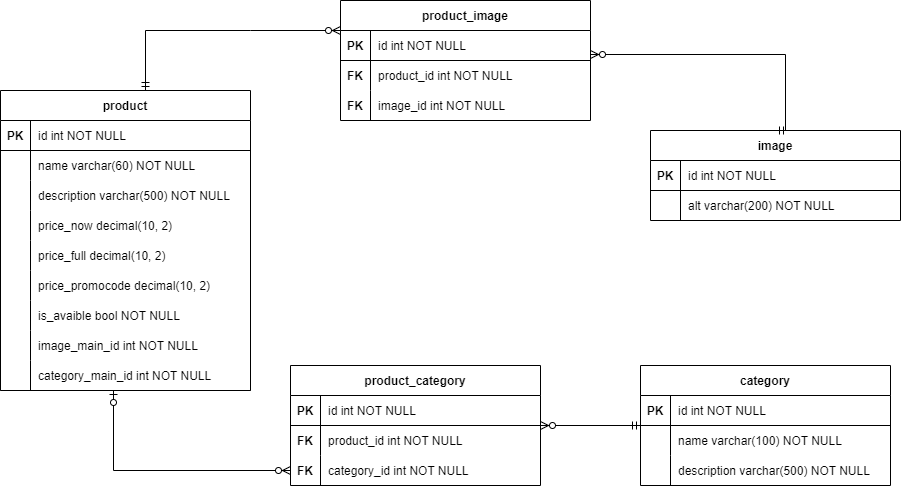 product_image
PK id int NOT NULL
FK product_id int NOT NULL
FK image_id int NOT NULL
product
PK id int NOT NULL
name varchar(60) NOT NULL
description varchar(500) NOT NULL
price_now decimal(10, 2)
price_full decimal(10, 2)
price_promocode decimal(10, 2)
is_avaible bool NOT NULL
image_main_id int NOT NULL
category_main_id int NOT NULL
image
PK id int NOT NULL
alt varchar(200) NOT NULL
product_category
PK id int NOT NULL
FK product_id int NOT NULL
FK category_id int NOT NULL
category
PK id int NOT NULL
name varchar(100) NOT NULL
description varchar(500) NOT NULL